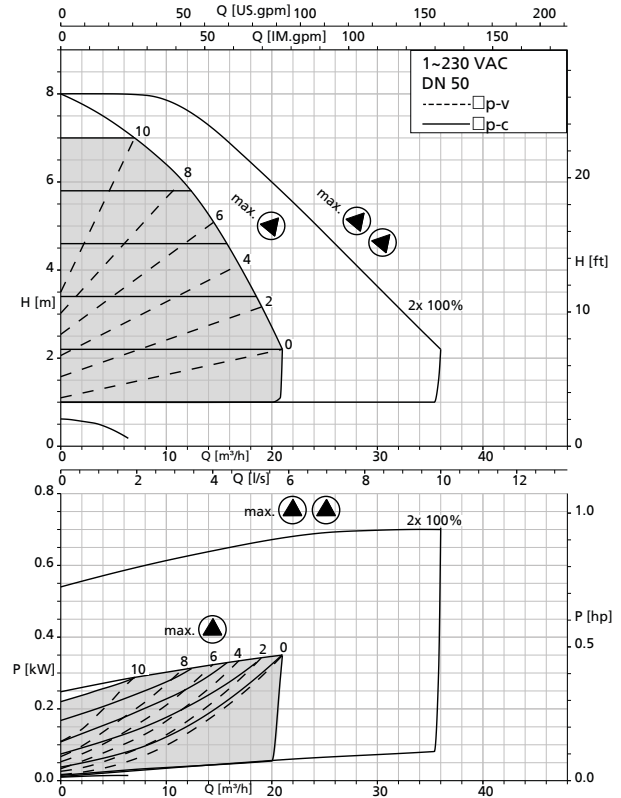 Q [US.gpm]
0 50 100 150 200
Q [IM.gpm]
0 50 100 150
1~230 VAC
DN 50
□p-v
□p-c
8
6
4
H [m]
2
0
10
8
6
4
2
0
max.
max.
2x 100%
20
H [ft]
10
0
0 10 20 30 40
Q [m³/h]
0 2 4 6 8 10 12
Q [l/s]
0.8
0.6
0.4
P [kW]
0.2
0.0
max.
2x 100%
max.
10 8 6 4 2 0
1.0
P [hp]
0.5
0.0
0 10 20 30 40
Q [m³/h]